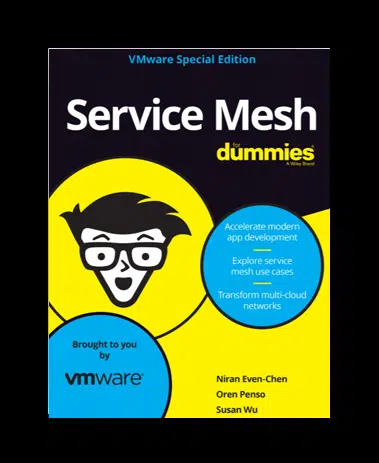 VMware Special Edition
Service Mesh
for
dummies®
A Wiley Brand
Accelerate modern
app development
Explore service
mesh use cases
Transform multi-cloud
networks
Brought to you
by
vmware®
Niran Even-Chen
Oren Penso
Susan Wu